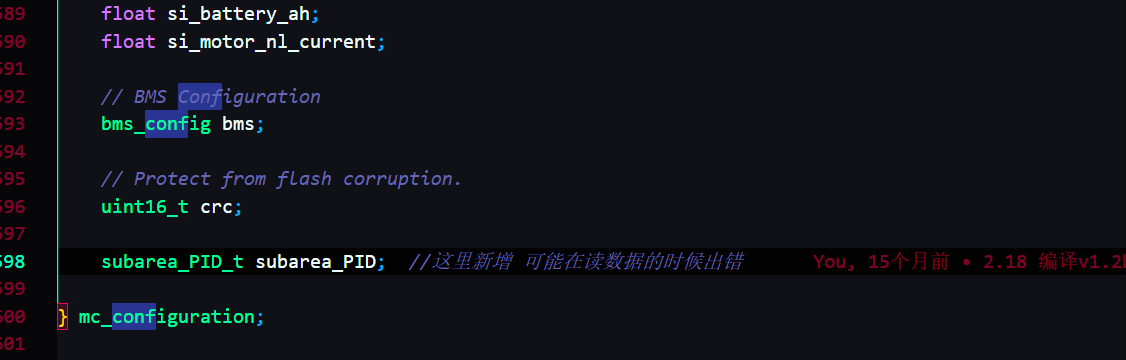 589 float si_battery_ah;
590 float si_motor_nl_current;
591
592 // BMS Configuration
593 bms_config bms;
594
595 // Protect from flash corruption.
596 uint16_t crc;
597
598 subarea_PID_t subarea_PID;  //这里新增 可能在读数据的时候出错 You, 15个月前 • 2.18 编译v1.2
599
600 } mc_configuration;
601